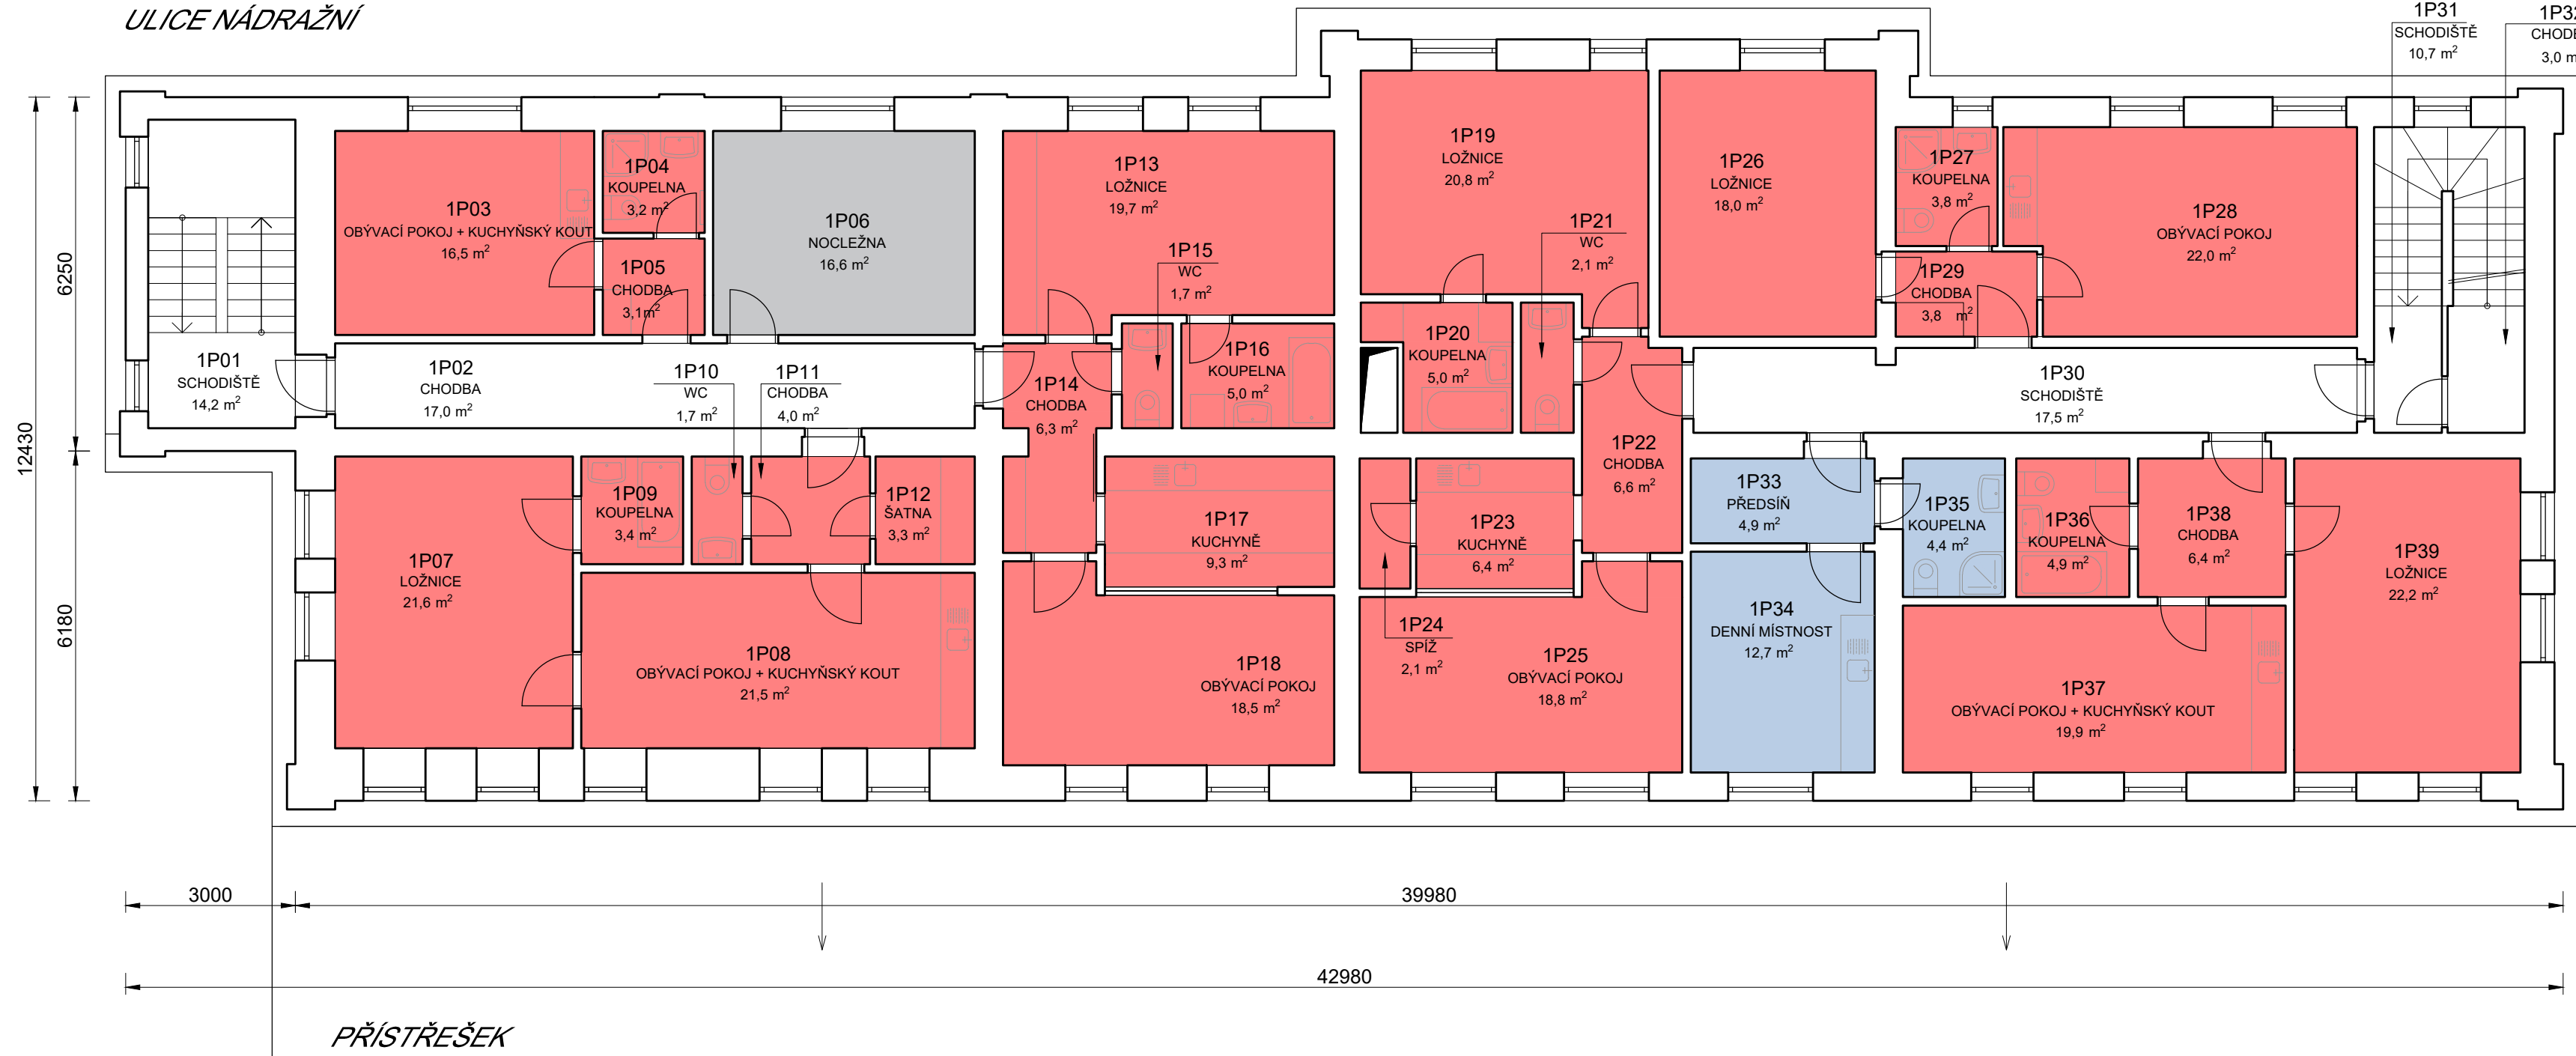 ULICE NÁDRAŽNÍ
1P31
SCHODIŠTĚ
10,7 m²
1P32
3,0 m
1P01
SCHODIŠTĚ
14,2 m²
1P02
CHODBA
17,0 m²
1P03
OBÝVACÍ POKOJ + KUCHYŇSKÝ KOUT
16,5 m²
1P04
KOUPELNA
3,2 m²
1P05
CHODBA
3,1m²
1P06
NOCLEŽNA
16,6 m²
1P10
WC
1,7 m²
1P11
CHODBA
4,0 m²
1P13
LOŽNICE
19,7 m²
1P15
WC
1,7 m²
1P16
KOUPELNA
5,0 m²
1P14
CHODBA
6,3 m²
1P19
LOŽNICE
20,8 m²
1P21
WC
2,1 m²
1P20
KOUPELNA
5,0 m²
1P22
CHODBA
6,6 m²
1P26
LOŽNICE
18,0 m²
1P27
KOUPELNA
3,8 m²
1P29
CHODBA
3,8 m²
1P28
OBÝVACÍ POKOJ
22,0 m²
1P30
SCHODIŠTĚ
17,5 m²
1P07
LOŽNICE
21,6 m²
1P09
KOUPELNA
3,4 m²
1P12
ŠATNA
3,3 m²
1P08
OBÝVACÍ POKOJ + KUCHYŇSKÝ KOUT
21,5 m²
1P17
KUCHYNĚ
9,3 m²
1P18
OBÝVACÍ POKOJ
18,5 m²
1P23
KUCHYNĚ
6,4 m²
1P24
SPÍŽ
2,1 m²
1P25
OBÝVACÍ POKOJ
18,8 m²
1P33
PŘEDSÍŇ
4,9 m²
1P34
DENNÍ MÍSTNOST
12,7 m²
1P35
KOUPELNA
4,4 m²
1P36
KOUPELNA
4,9 m²
1P38
CHODBA
6,4 m²
1P37
OBÝVACÍ POKOJ + KUCHYŇSKÝ KOUT
19,9 m²
1P39
LOŽNICE
22,2 m²
12430
6250
6180
3000
39980
42980
PŘÍSTŘEŠEK